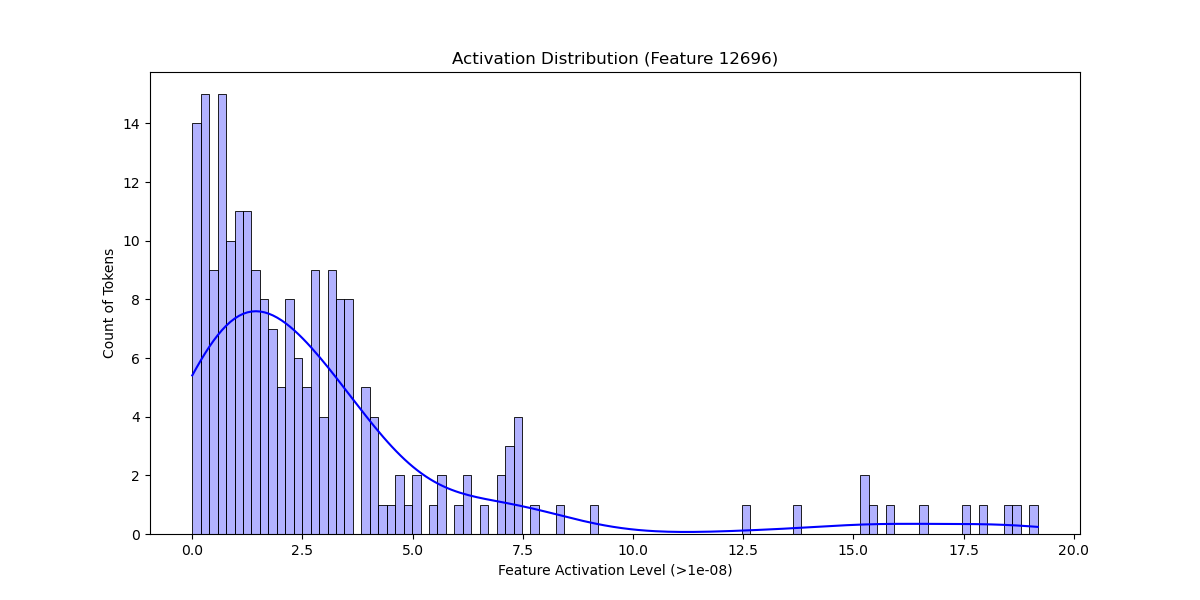 Activation Distribution (Feature 12696)
Count of Tokens
14
12
10
8
6
4
2
0
0.0 2.5 5.0 7.5 10.0 12.5 15.0 17.5 20.0
Feature Activation Level (>1e-08)